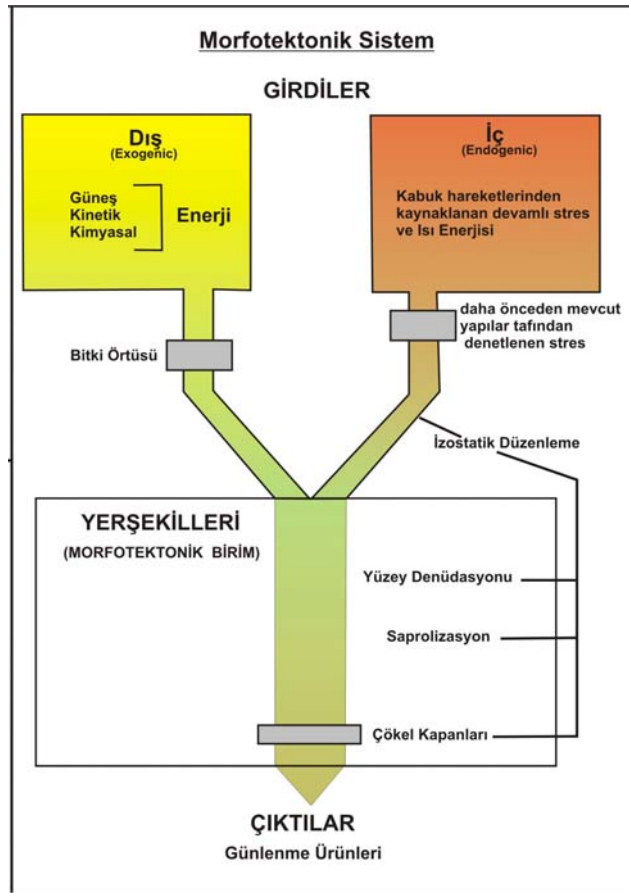 Morfotektonik Sistem
GİRDİLER
Dış
(Exogenic)
Güneş
Kinetik
Kimyasal
Enerji
İç
(Endogenic)
Kabuk hareketlerinden
kaynaklanan devamlı stres
ve Isı Enerjisi
Bitki Örtüsü
daha önceden mevcut
yapılar tafından
denetlenen stres
İzostatik Düzenleme
YERŞEKİLLERİ
(MORFOTEKTONİK BİRİM)
Yüzey Denüdasyonu
Saprolizasyon
Çökel Kapanları
ÇIKTILAR
Günlenme Ürünleri